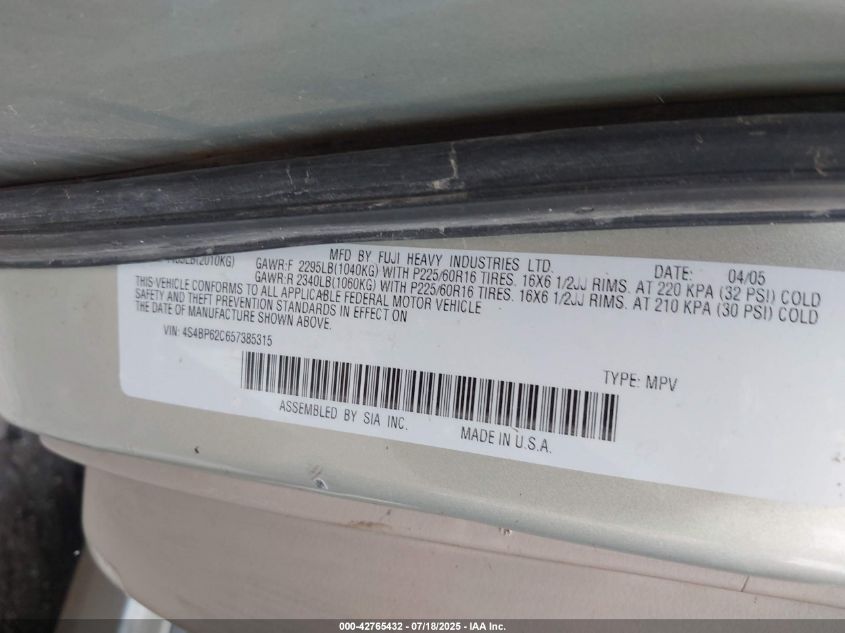 LB(2010KG)
MFD BY FUJI HEAVY INDUSTRIES LTD. DATE: 04/05
GAWR:F 2295LB(1040KG) WITH P225/60R16 TIRES. 16X6 1/2JJ RIMS. AT 220 KPA (32 PSI) COLD
GAWR:R 2340LB(1060KG) WITH P225/60R16 TIRES. 16X6 1/2JJ RIMS. AT 210 KPA (30 PSI) COLD
THIS VEHICLE CONFORMS TO ALL APPLICABLE FEDERAL MOTOR VEHICLE
SAFETY AND THEFT PREVENTION STANDARDS IN EFFECT ON
THE DATE OF MANUFACTURE SHOWN ABOVE.
VIN: 4S4BP62C657385315
TYPE: MPV
ASSEMBLED BY SIA INC.
MADE IN U.S.A.
000-42765432 - 07/18/2025 - IAA Inc.